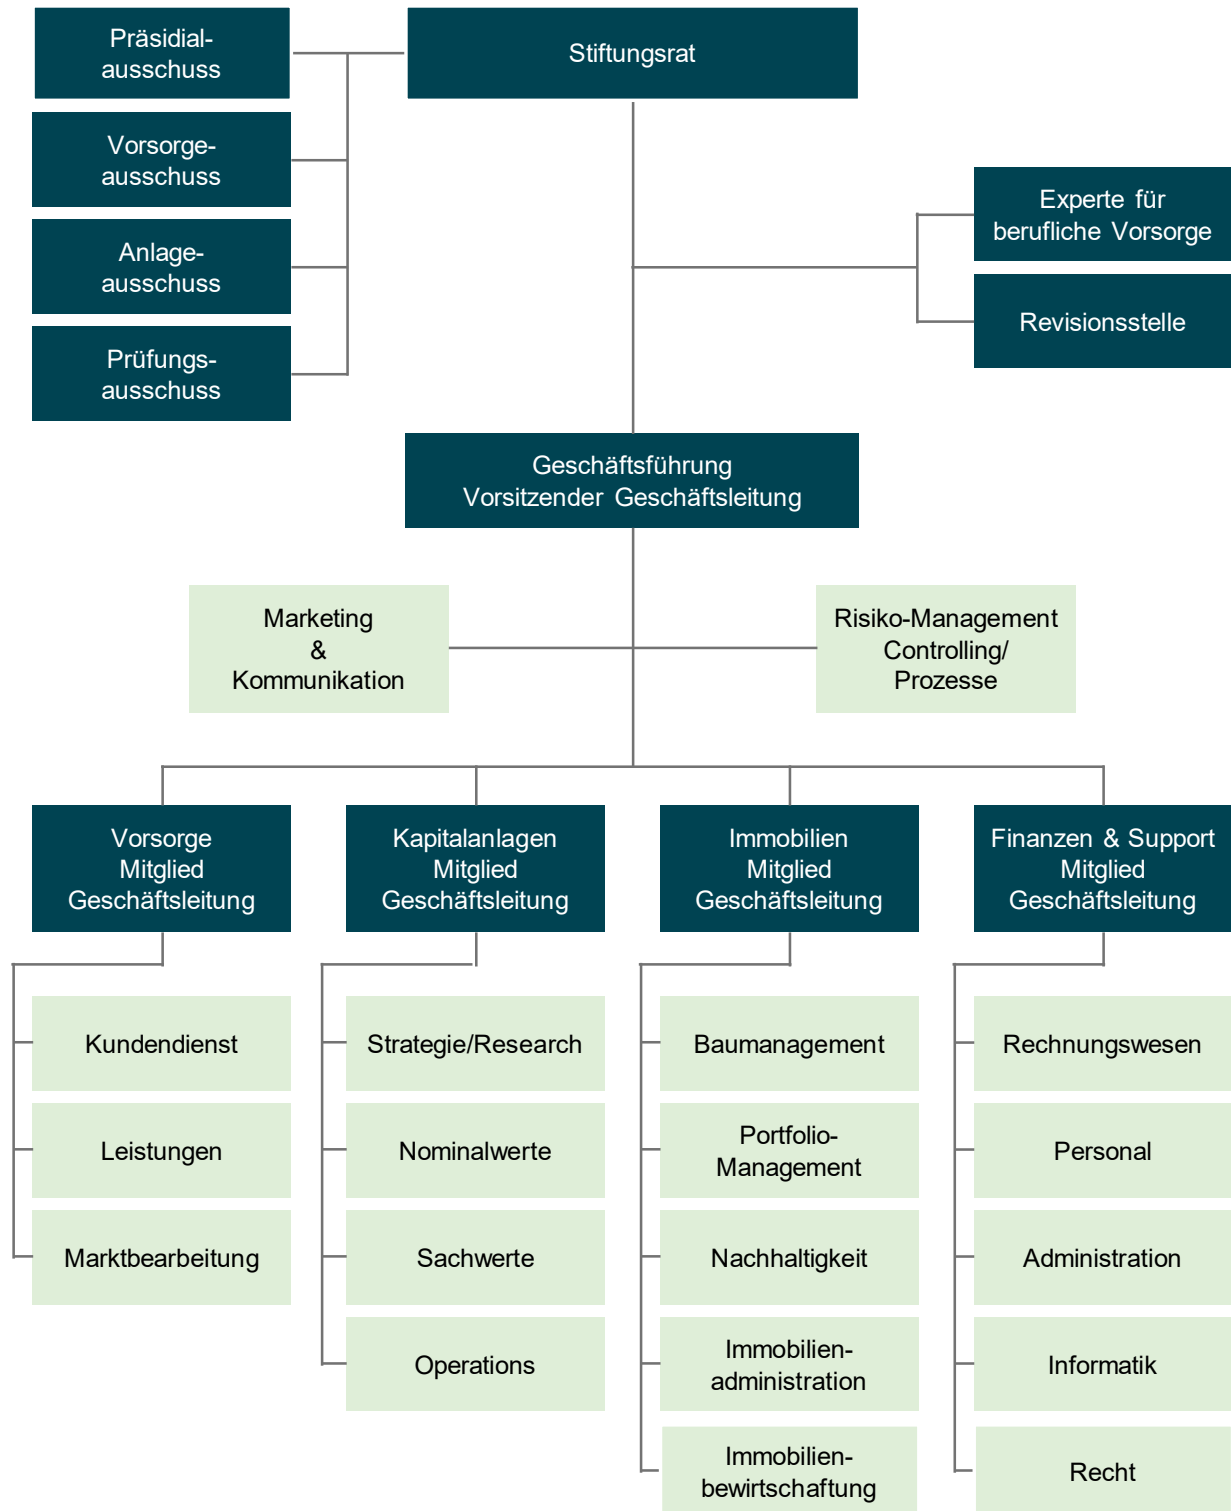 Präsidial-
ausschuss
Stiftungsrat
Vorsorge-
ausschuss
Anlage-
ausschuss
Prüfungs-
ausschuss
Experte für
berufliche Vorsorge
Revisionsstelle
Geschäftsführung
Vorsitzender Geschäftsleitung
Marketing
&
Kommunikation
Risiko-Management
Controlling/
Prozesse
Vorsorge
Mitglied
Geschäftsleitung
Kundendienst
Leistungen
Marktbearbeitung
Kapitalanlagen
Mitglied
Geschäftsleitung
Strategie/Research
Nominalwerte
Sachwerte
Operations
Immobilien
Mitglied
Geschäftsleitung
Baumanagement
Portfolio-
Management
Nachhaltigkeit
Immobilien-
administration
Immobilien-
bewirtschaftung
Finanzen & Support
Mitglied
Geschäftsleitung
Rechnungswesen
Personal
Administration
Informatik
Recht